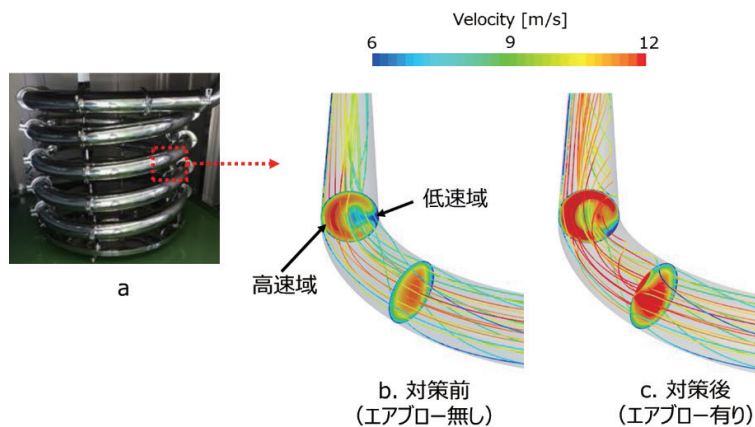 Velocity [m/s]
6 9 12
低速域
高速域
a
b. 対策前
(エアブロー無し)
c. 対策後
(エアブロー有り)